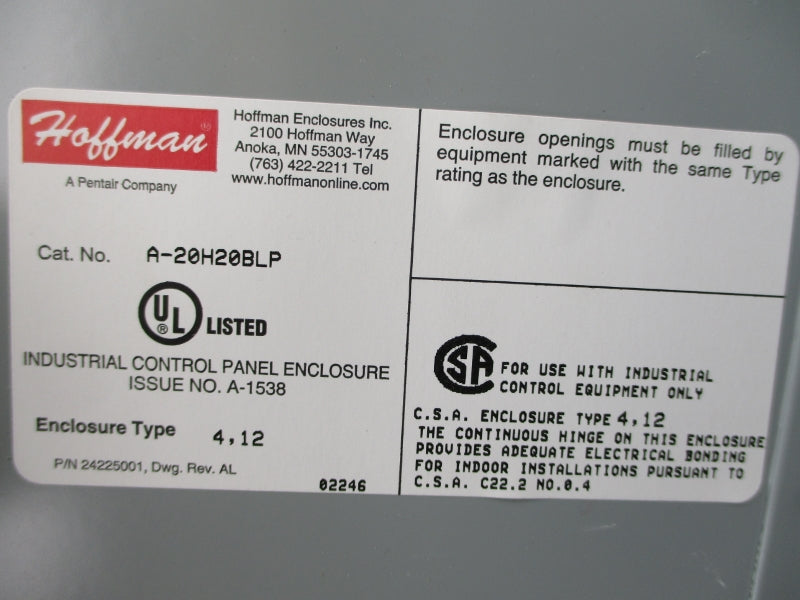 Hoffman®
A Pentair Company
Hoffman Enclosures Inc.
2100 Hoffman Way
Anoka, MN 55303-1745
(763) 422-2211 Tel
www.hoffmanonline.com
Cat. No. A-20H20BLP
UL® LISTED
INDUSTRIAL CONTROL PANEL ENCLOSURE
ISSUE NO. A-1538
Enclosure Type 4,12
P/N 24225001, Dwg. Rev. AL
02246
Enclosure openings must be filled by
equipment marked with the same Type
rating as the enclosure.
CSA
FOR USE WITH INDUSTRIAL
CONTROL EQUIPMENT ONLY
C.S.A. ENCLOSURE TYPE 4,12
THE CONTINUOUS HINGE ON THIS ENCLOSURE
PROVIDES ADEQUATE ELECTRICAL BONDING
FOR INDOOR INSTALLATIONS PURSUANT TO
C.S.A. C22.2 NO.0.4